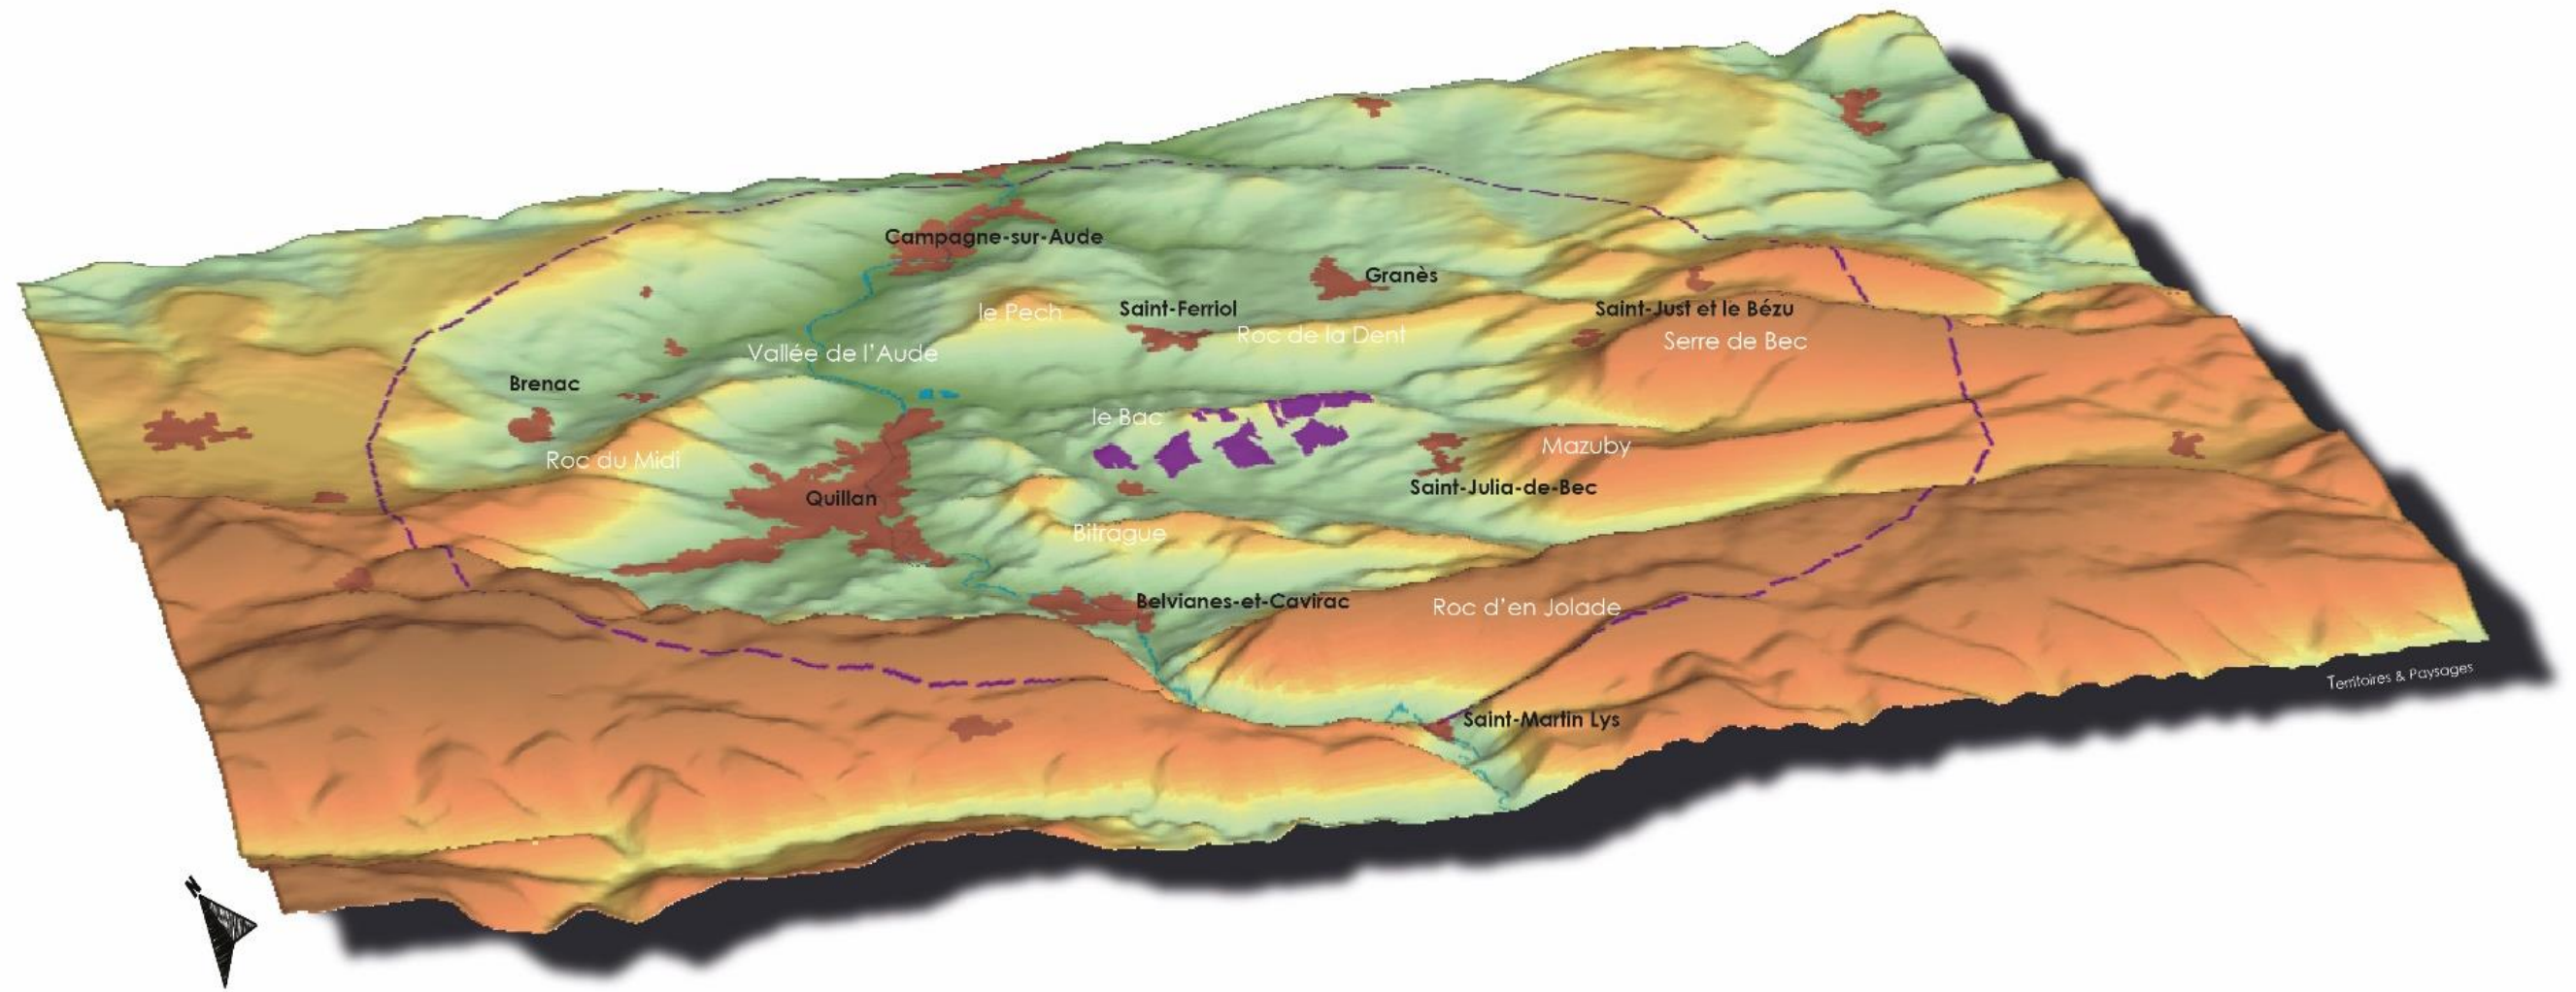 Campagne-sur-Aude
Granès
le Pech
Saint-Ferriol
Saint-Just et le Bézu
Roc de la Dent
Serre de Bec
Vallée de l'Aude
Brenac
le Bac
Roc du Midi
Mazuby
Quillan
Saint-Julia-de-Bec
Bitrague
Belvianes-et-Cavirac
Roc d'en Jolade
Territoires & Paysages
Saint-Martin Lys
N